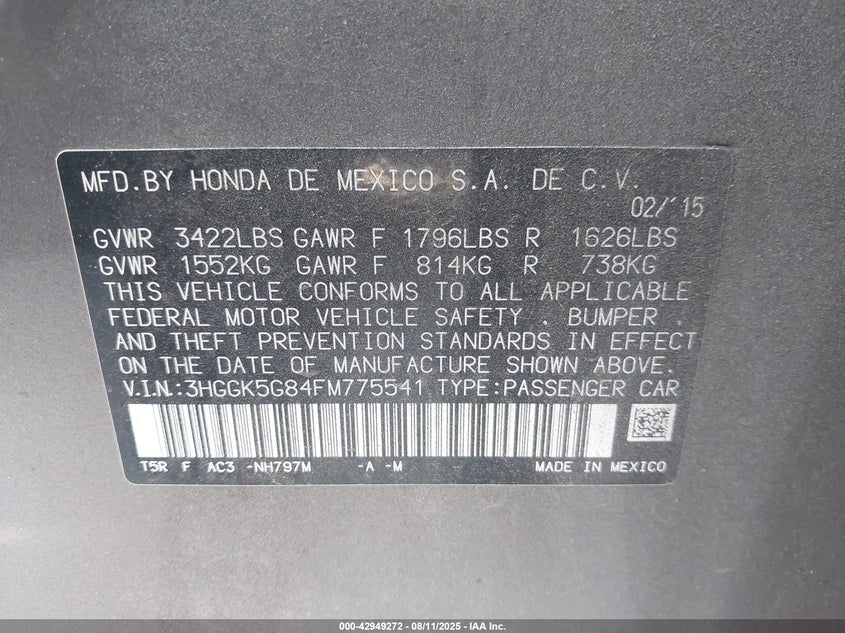 MFD.BY HONDA DE MEXICO S.A. DE C.V.
02/'15
GVWR 3422LBS GAWR F 1796LBS R 1626LBS
GVWR 1552KG GAWR F 814KG R 738KG
THIS VEHICLE CONFORMS TO ALL APPLICABLE
FEDERAL MOTOR VEHICLE SAFETY . BUMPER .
AND THEFT PREVENTION STANDARDS IN EFFECT
ON THE DATE OF MANUFACTURE SHOWN ABOVE.
V.I.N.:3HGGK5G84FM775541 TYPE:PASSENGER CAR
T5R F AC3 -NH797M -A -M MADE IN MEXICO
000-42949272 - 08/11/2025 - IAA Inc.